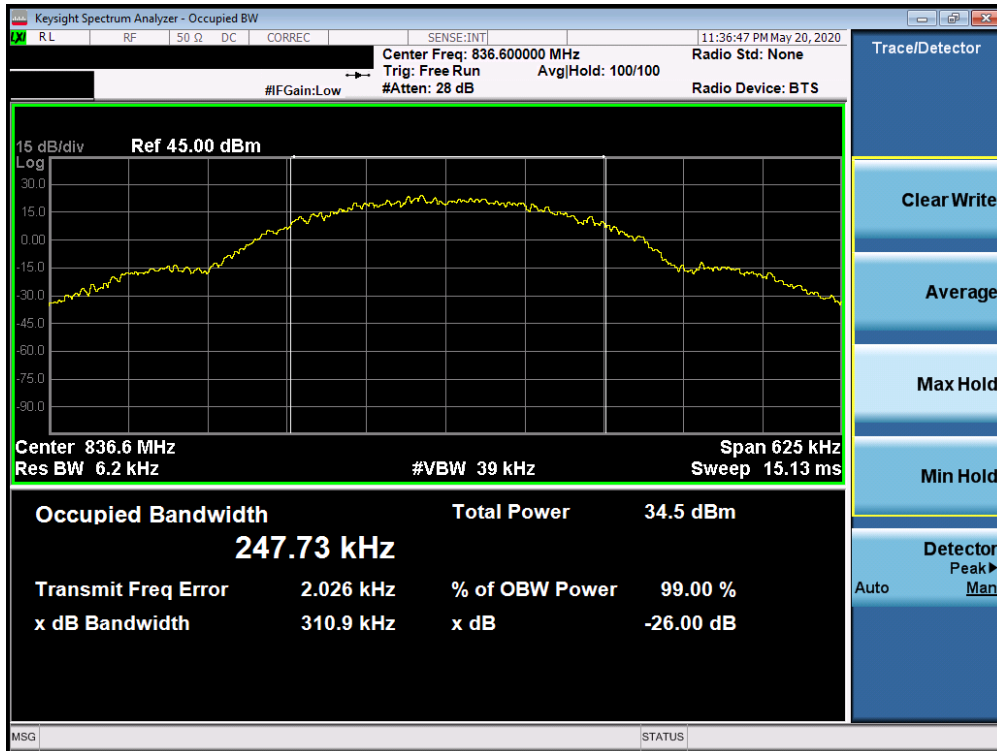 Keysight Spectrum Analyzer - Occupied BW
LXI RL RF 50 Ω DC CORREC SENSE:INT 11:36:47 PM May 20, 2020
Center Freq: 836.600000 MHz Radio Std: None
Trig: Free Run Avg|Hold: 100/100
#IFGain:Low #Atten: 28 dB Radio Device: BTS
Trace/Detector
15 dB/div Ref 45.00 dBm
Log
30.0
15.0
0.00
-15.0
-30.0
-45.0
-60.0
-75.0
-90.0
Center 836.6 MHz Span 625 kHz
Res BW 6.2 kHz #VBW 39 kHz Sweep 15.13 ms
Occupied Bandwidth Total Power 34.5 dBm
247.73 kHz
Transmit Freq Error 2.026 kHz % of OBW Power 99.00 %
x dB Bandwidth 310.9 kHz x dB -26.00 dB
Clear Write
Average
Max Hold
Min Hold
Detector
Peak▶
Auto Man
MSG STATUS